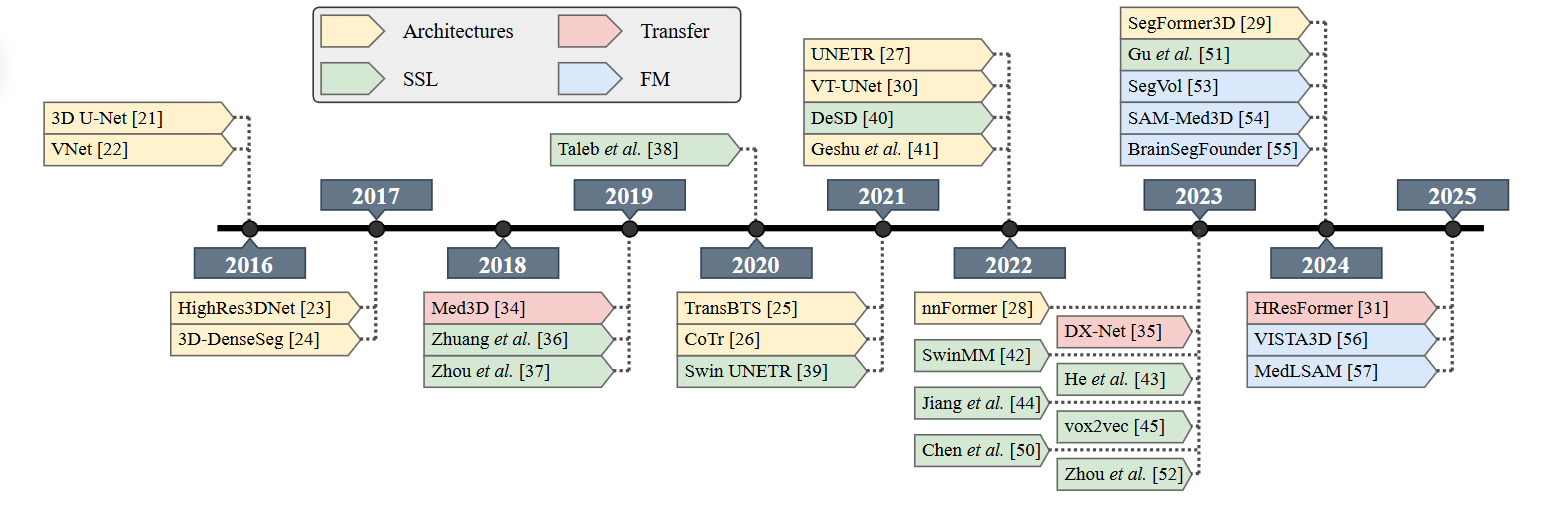 Architectures
Transfer
SSL
FM
3D U-Net [21]
VNet [22]
Taleb et al. [38]
UNETR [27]
VT-UNet [30]
DeSD [40]
Geshu et al. [41]
SegFormer3D [29]
Gu et al. [51]
SegVol [53]
SAM-Med3D [54]
BrainSegFounder [55]
2017
2019
2021
2023
2025
2016
2018
2020
2022
2024
HighRes3DNet [23]
3D-DenseSeg [24]
Med3D [34]
Zhuang et al. [36]
Zhou et al. [37]
TransBTS [25]
CoTr [26]
Swin UNETR [39]
nnFormer [28]
DX-Net [35]
SwinMM [42]
He et al. [43]
Jiang et al. [44]
vox2vec [45]
Chen et al. [50]
Zhou et al. [52]
HResFormer [31]
VISTA3D [56]
MedLSAM [57]